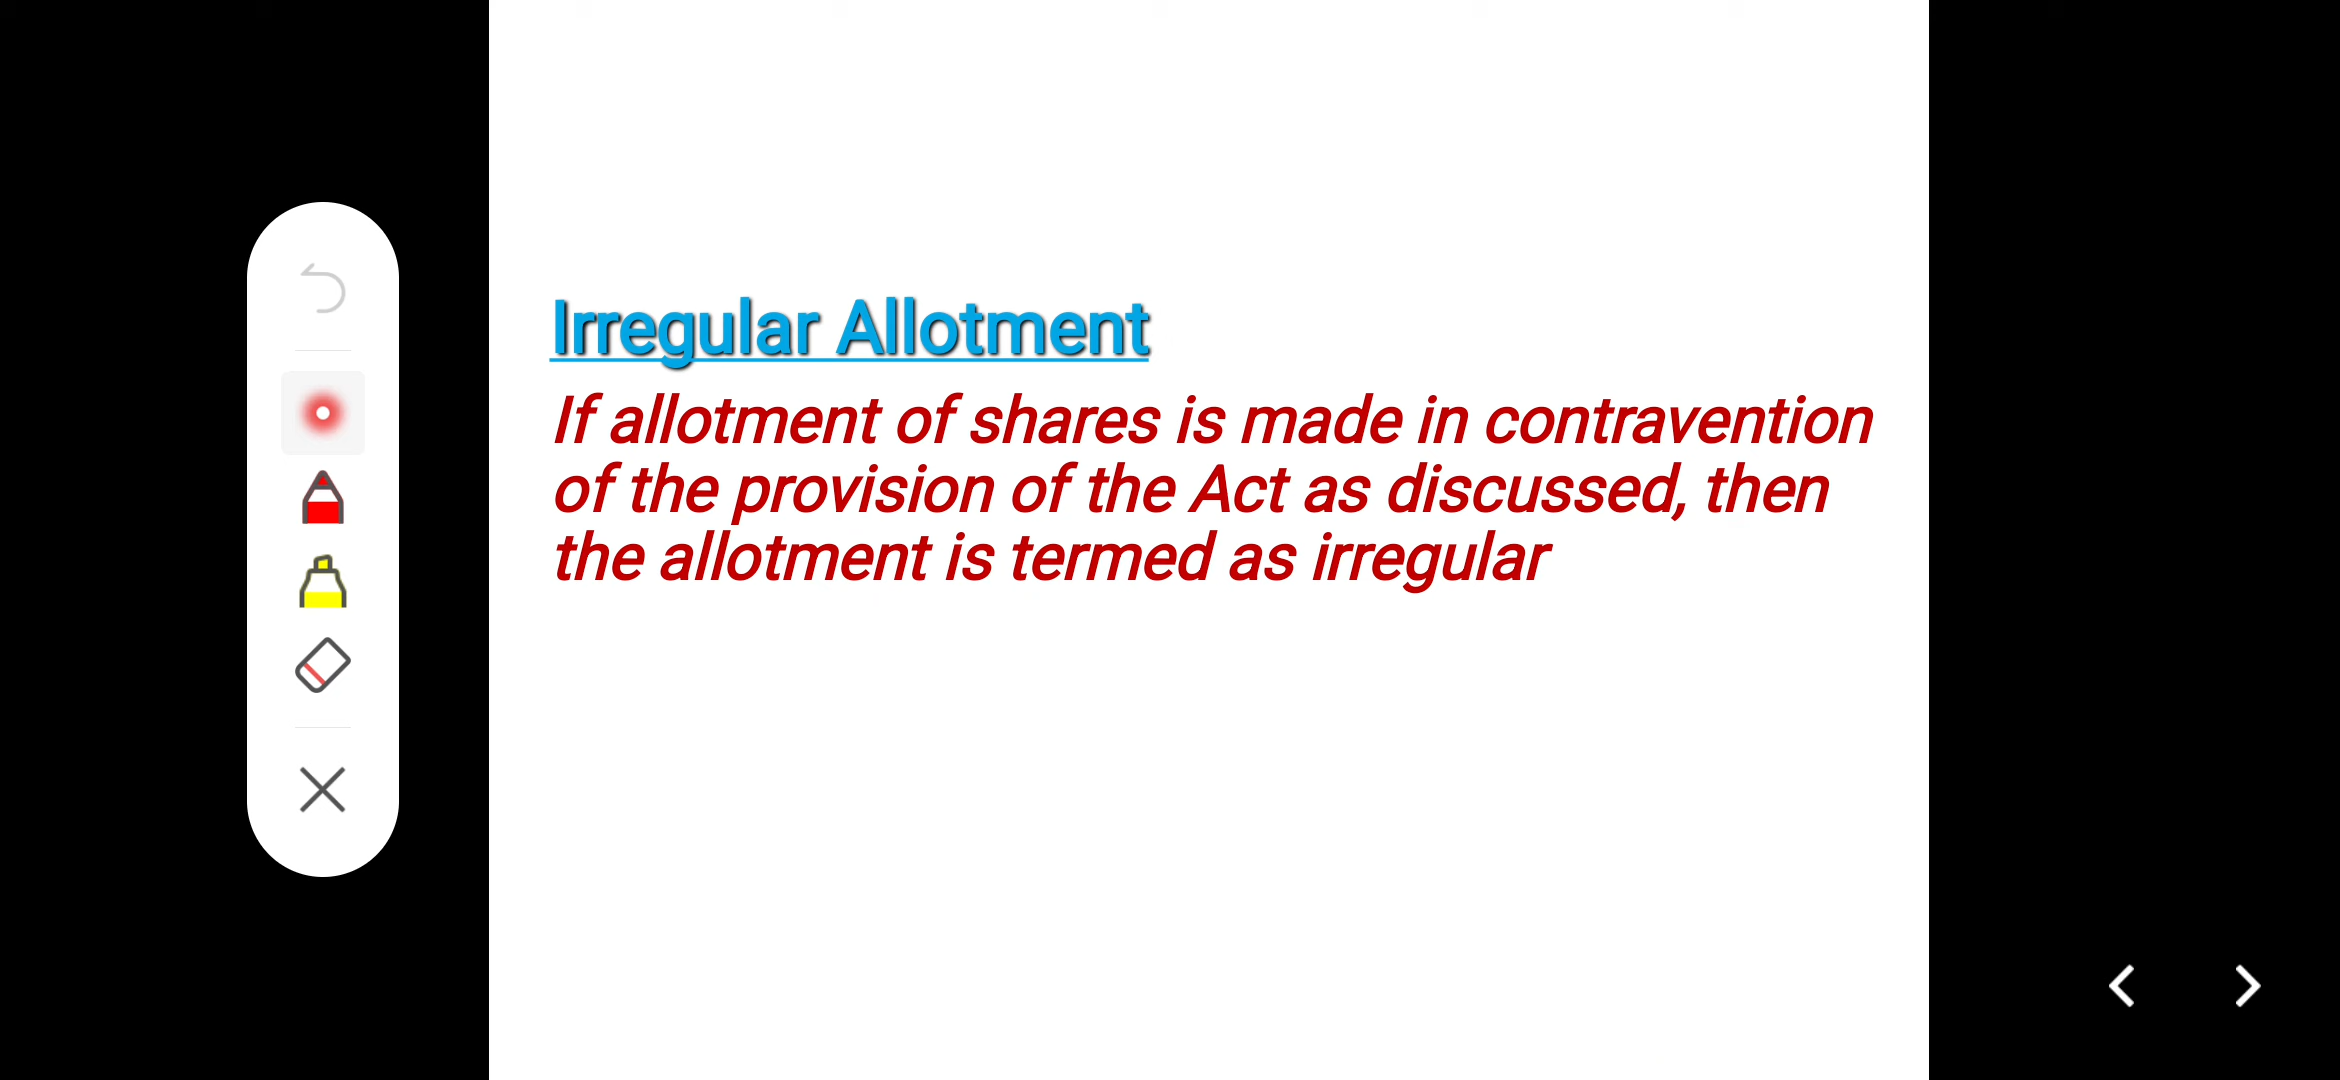 Irregular Allotment
If allotment of shares is made in contravention
of the provision of the Act as discussed, then
the allotment is termed as irregular